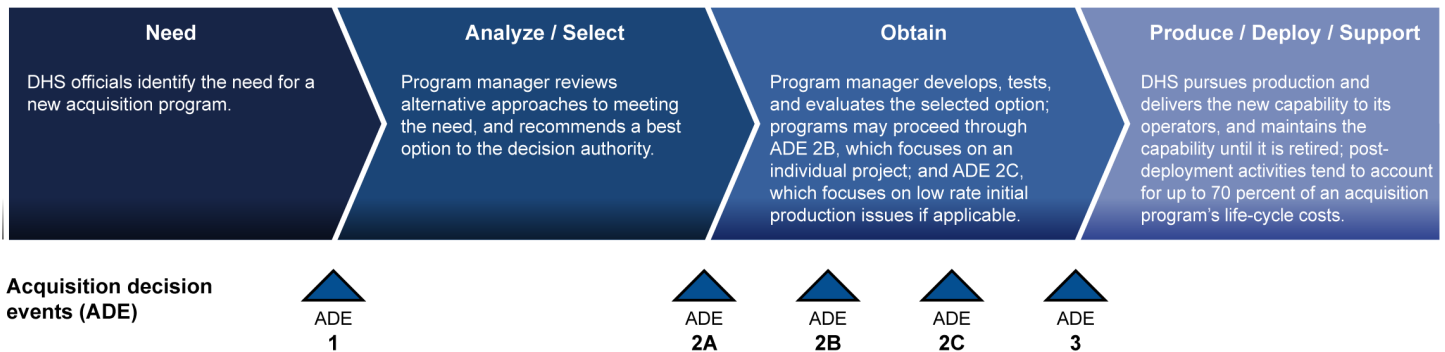 Need
DHS officials identify the need for a
new acquisition program.
Analyze / Select
Program manager reviews
alternative approaches to meeting
the need, and recommends a best
option to the decision authority.
Obtain
Program manager develops, tests,
and evaluates the selected option;
programs may proceed through
ADE 2B, which focuses on an
individual project; and ADE 2C,
which focuses on low rate initial
production issues if applicable.
Produce / Deploy / Support
DHS pursues production and
delivers the new capability to its
operators, and maintains the
capability until it is retired; post-
deployment activities tend to account
for up to 70 percent of an acquisition
program’s life-cycle costs.
Acquisition decision
events (ADE)
ADE
1
ADE
2A
ADE
2B
ADE
2C
ADE
3